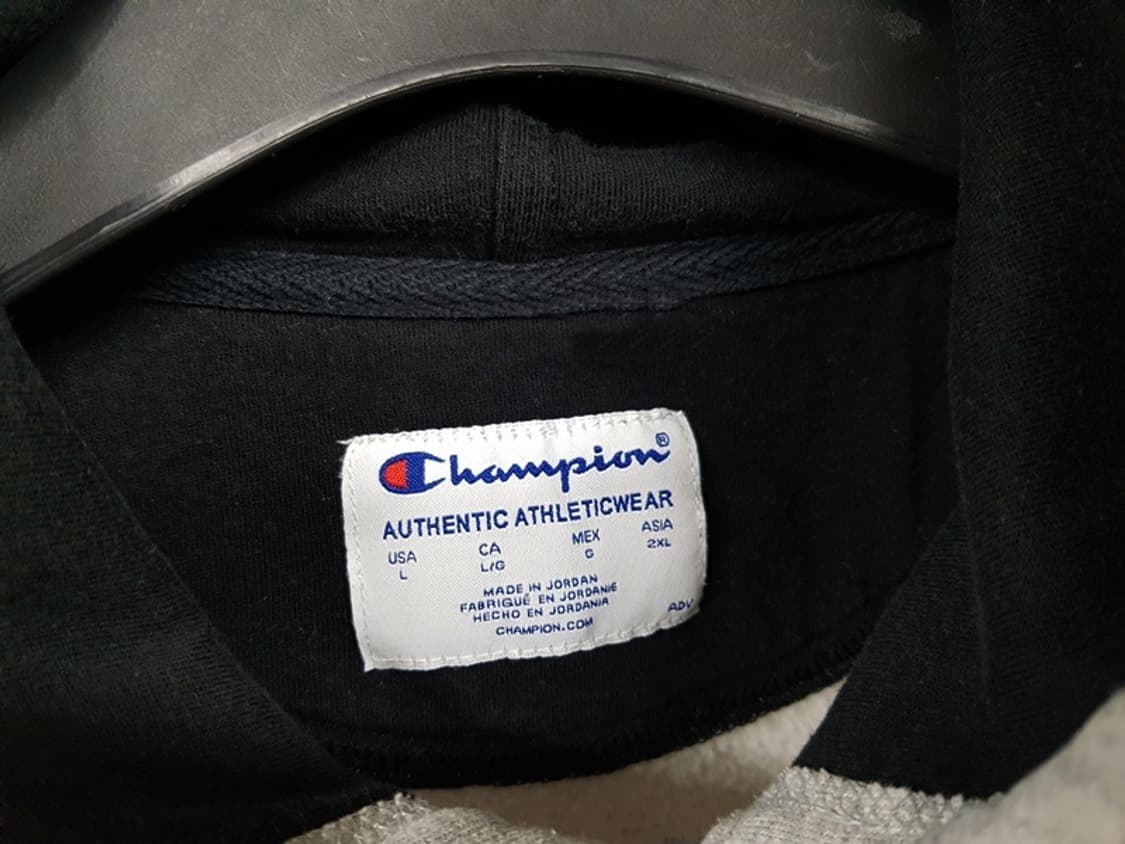 Champion®
AUTHENTIC ATHLETICWEAR
USA CA MEX ASIA
L L/G G 2XL
MADE IN JORDAN
FABRIQUÉ EN JORDANIE
HECHO EN JORDANIA
ADV
CHAMPION.COM